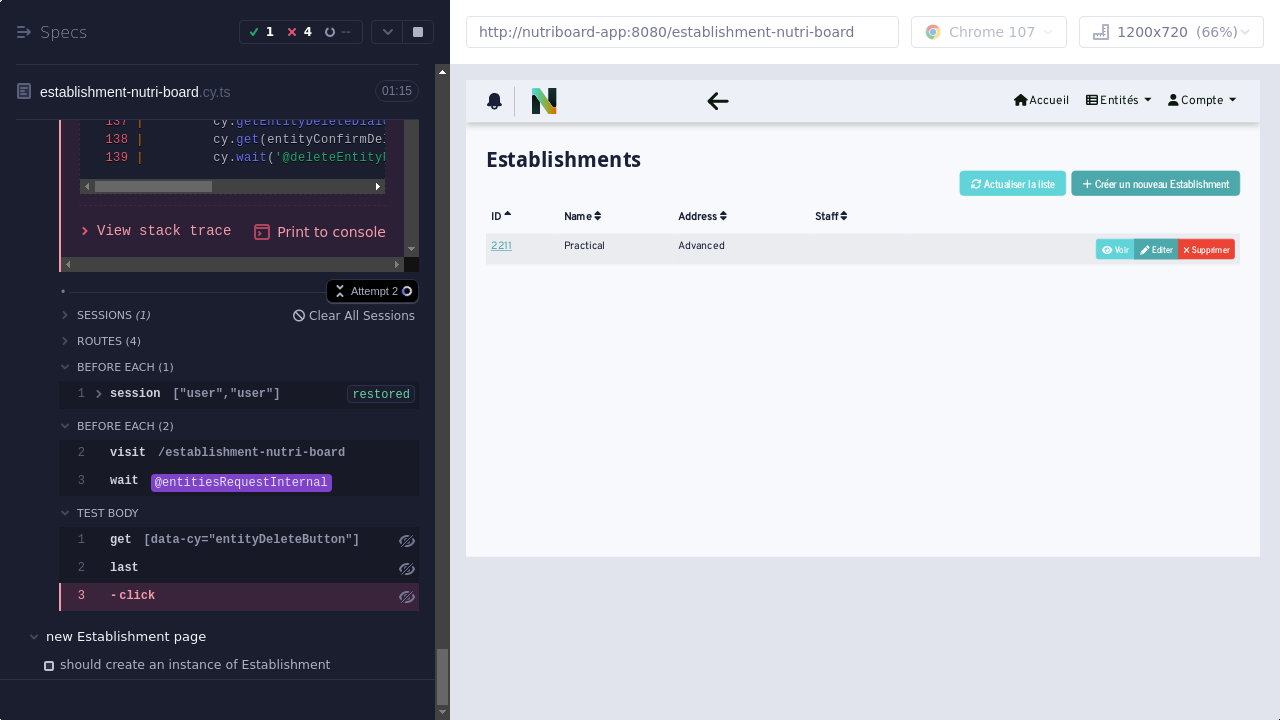 Specs
1
4
--
establishment-nutri-board.cy.ts
01:15
137 | cy.getEntityDeleteDialo
138 | cy.get(entityConfirmDel
139 | cy.wait('@deleteEntityR
View stack trace
Print to console
Attempt 2
SESSIONS (1)
Clear All Sessions
ROUTES (4)
BEFORE EACH (1)
1 session ["user","user"] restored
BEFORE EACH (2)
2 visit /establishment-nutri-board
3 wait @entitiesRequestInternal
TEST BODY
1 get [data-cy="entityDeleteButton"]
2 last
3 -click
new Establishment page
should create an instance of Establishment
http://nutriboard-app:8080/establishment-nutri-board
Chrome 107
1200x720 (66%)
Accueil
Entités
Compte
Establishments
Actualiser la liste
Créer un nouveau Establishment
ID Name Address Staff
2211 Practical Advanced
Voir Editer Supprimer